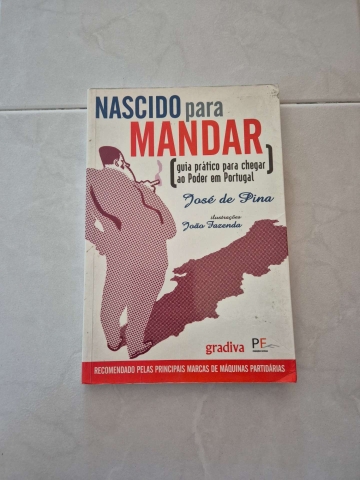 NASCIDO para
MANDAR
guia prático para chegar
ao Poder em Portugal
José de Pina
ilustrações
João Fazenda
gradiva PE
RECOMENDADO PELAS PRINCIPAIS MARCAS DE MÁQUINAS PARTIDÁRIAS